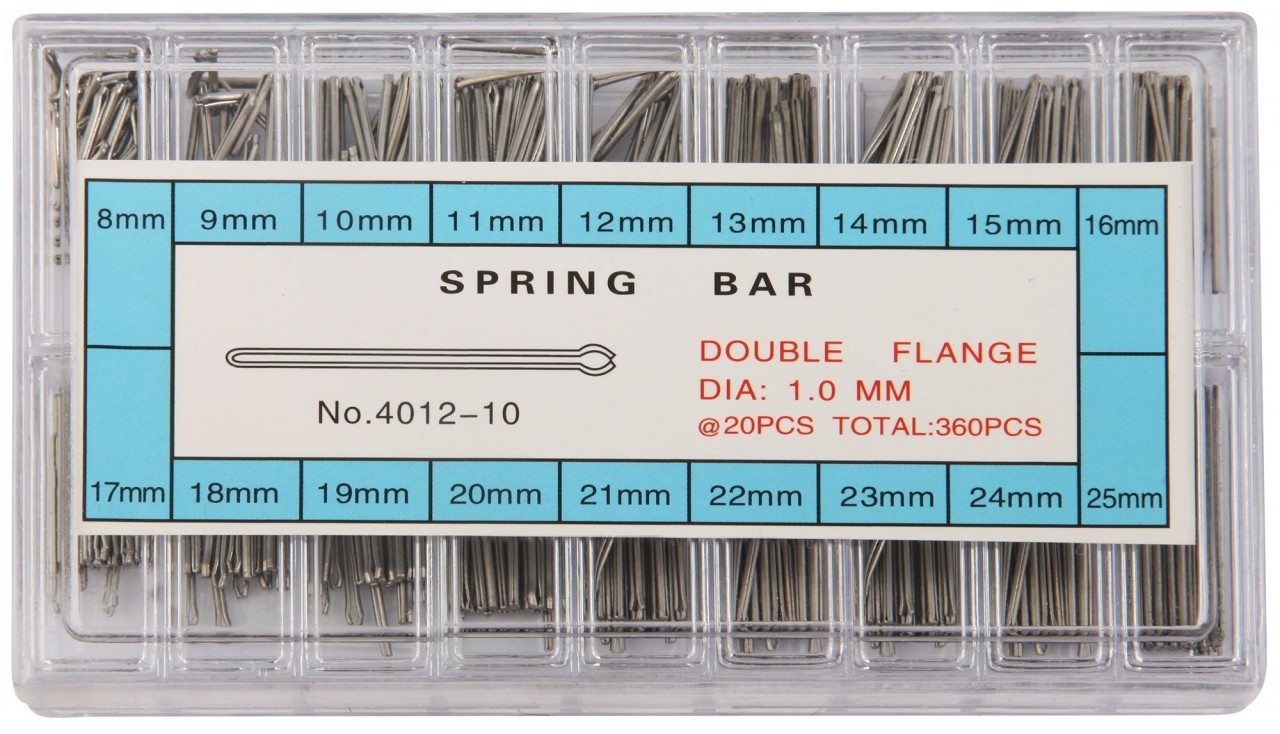 8mm 9mm 10mm 11mm 12mm 13mm 14mm 15mm 16mm
SPRING BAR
DOUBLE FLANGE
DIA: 1.0 MM
No.4012-10
@20PCS TOTAL:360PCS
17mm 18mm 19mm 20mm 21mm 22mm 23mm 24mm 25mm